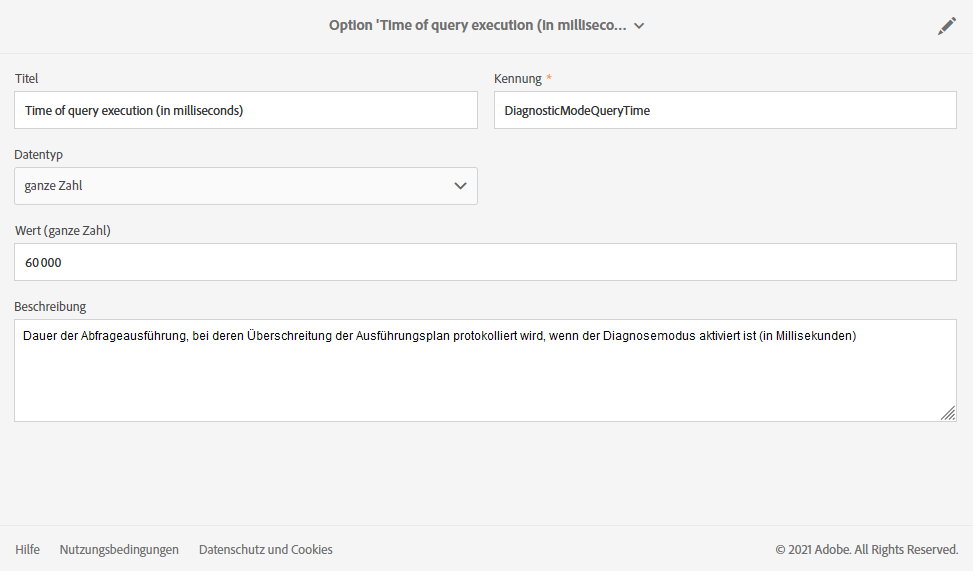 Option 'Time of query execution (in milliseco...
Titel
Kennung *
Time of query execution (in milliseconds)
DiagnosticModeQueryTime
Datentyp
ganze Zahl
Wert (ganze Zahl)
60 000
Beschreibung
Dauer der Abfrageausführung, bei deren Überschreitung der Ausführungsplan protokolliert wird, wenn der Diagnosemodus aktiviert ist (in Millisekunden)
Hilfe Nutzungsbedingungen Datenschutz und Cookies © 2021 Adobe. All Rights Reserved.